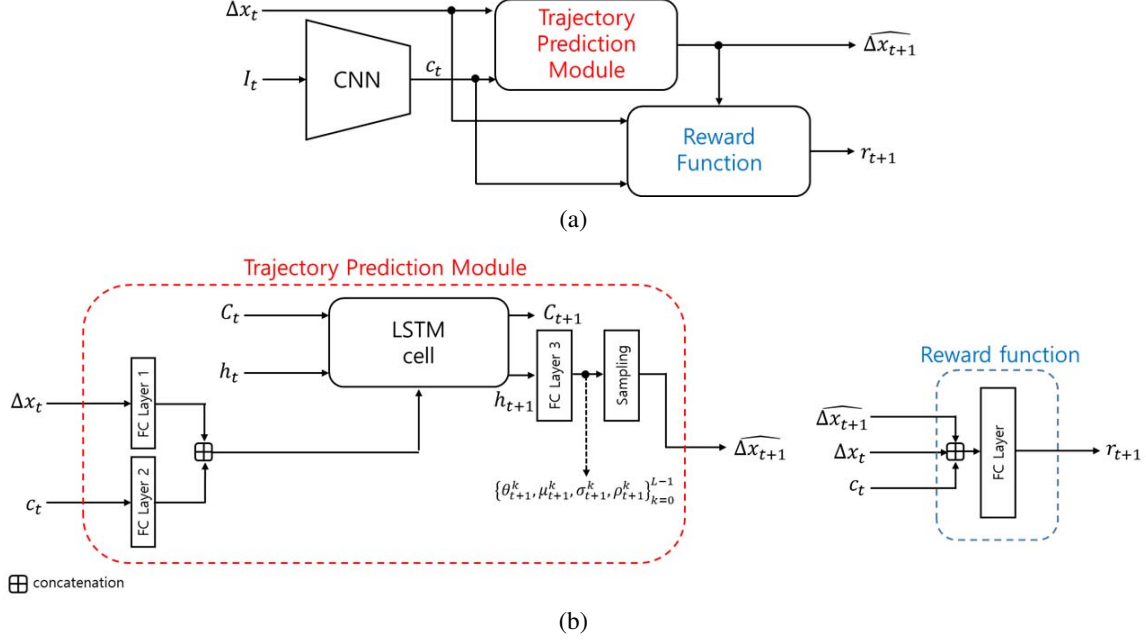 Δx_t
I_t
CNN
c_t
Trajectory
Prediction
Module
\widehat{Δx_{t+1}}
Reward
Function
r_{t+1}
(a)
Trajectory Prediction Module
C_t
h_t
LSTM
cell
C_{t+1}
h_{t+1}
FC Layer 3
Sampling
Δx_t
FC Layer 1
c_t
FC Layer 2
⊞
\widehat{Δx_{t+1}}
{θ^k_{t+1}, μ^k_{t+1}, σ^k_{t+1}, ρ^k_{t+1}}^{L-1}_{k=0}
Reward function
\widehat{Δx_{t+1}}
Δx_t
c_t
⊞
FC Layer
r_{t+1}
⊞ concatenation
(b)